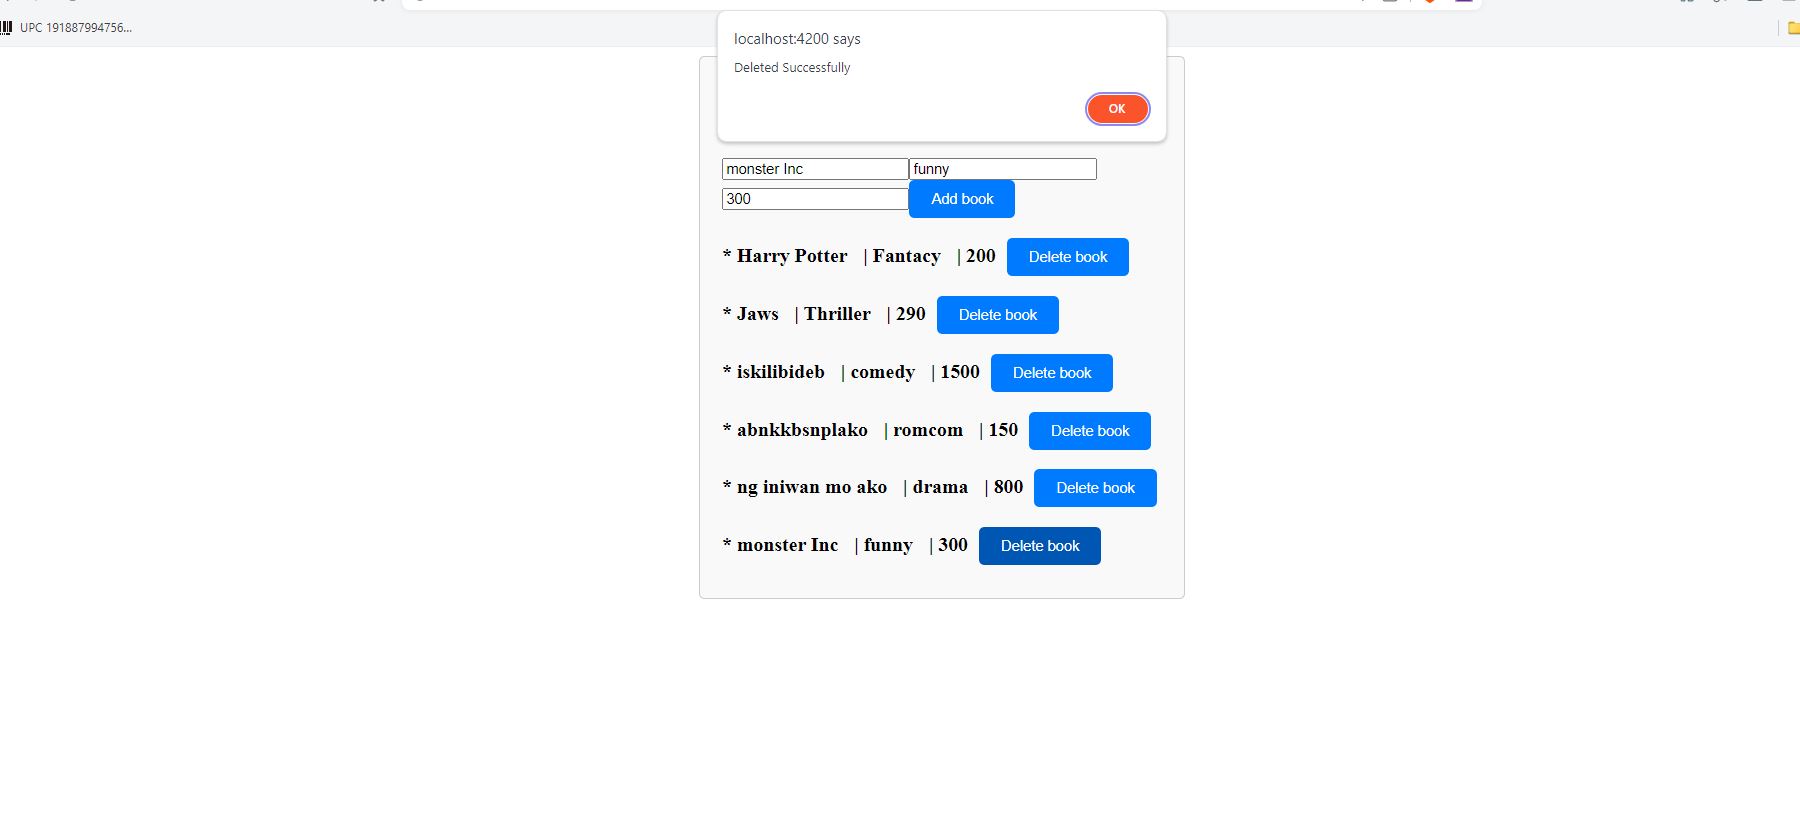 UPC 191887994756...
localhost:4200 says
Deleted Successfully
OK
monster Inc funny
300 Add book
* Harry Potter | Fantacy | 200 Delete book
* Jaws | Thriller | 290 Delete book
* iskilibideb | comedy | 1500 Delete book
* abnkkbsnplako | romcom | 150 Delete book
* ng iniwan mo ako | drama | 800 Delete book
* monster Inc | funny | 300 Delete book